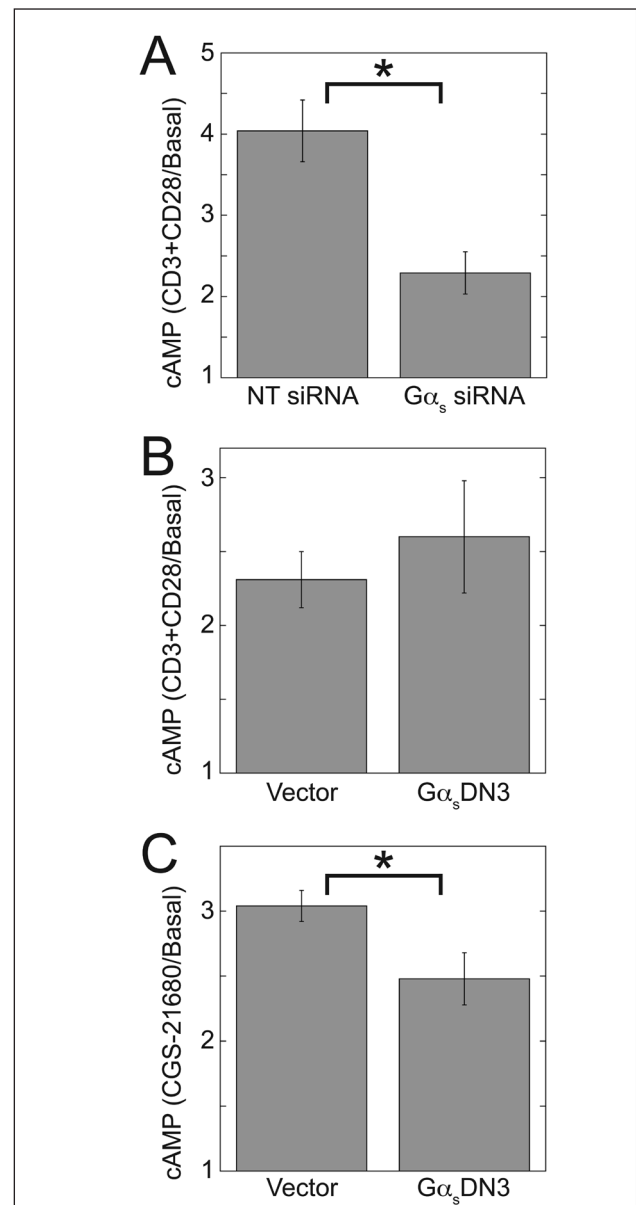 A
cAMP (CD3+CD28/Basal)
5
4
3
2
1
*
NT siRNA
Gαs siRNA
B
cAMP (CD3+CD28/Basal)
3
2
1
Vector
GαsDN3
C
cAMP (CGS-21680/Basal)
3
2
1
*
Vector
GαsDN3